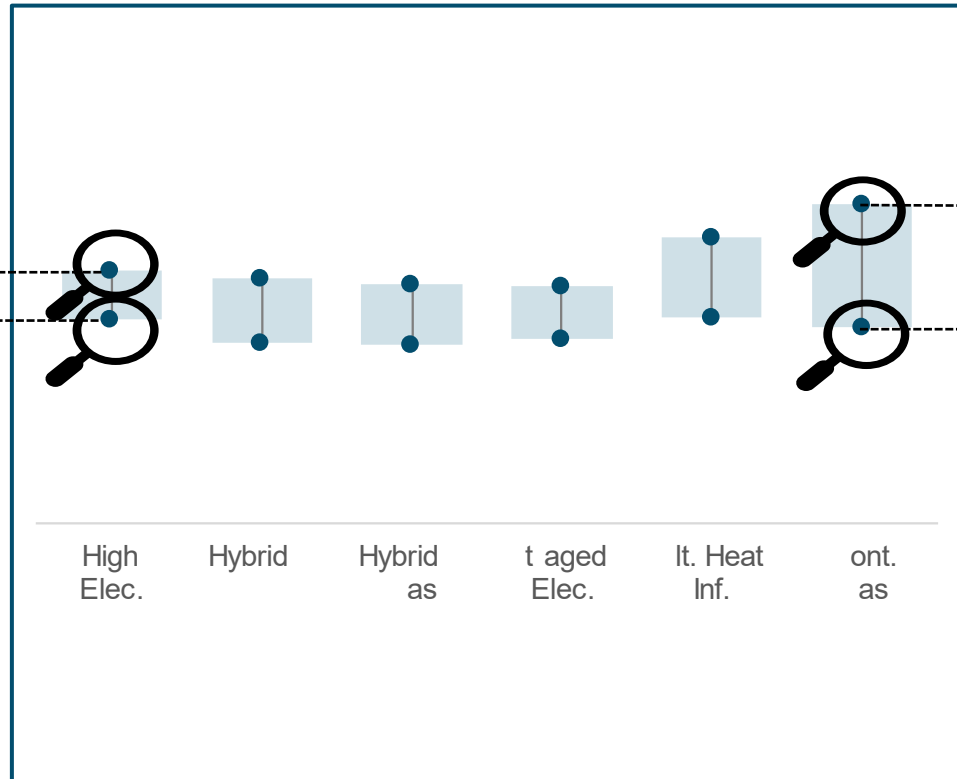 High
Elec.
Hybrid
Hybrid
as
t aged
Elec.
lt. Heat
Inf.
ont.
as